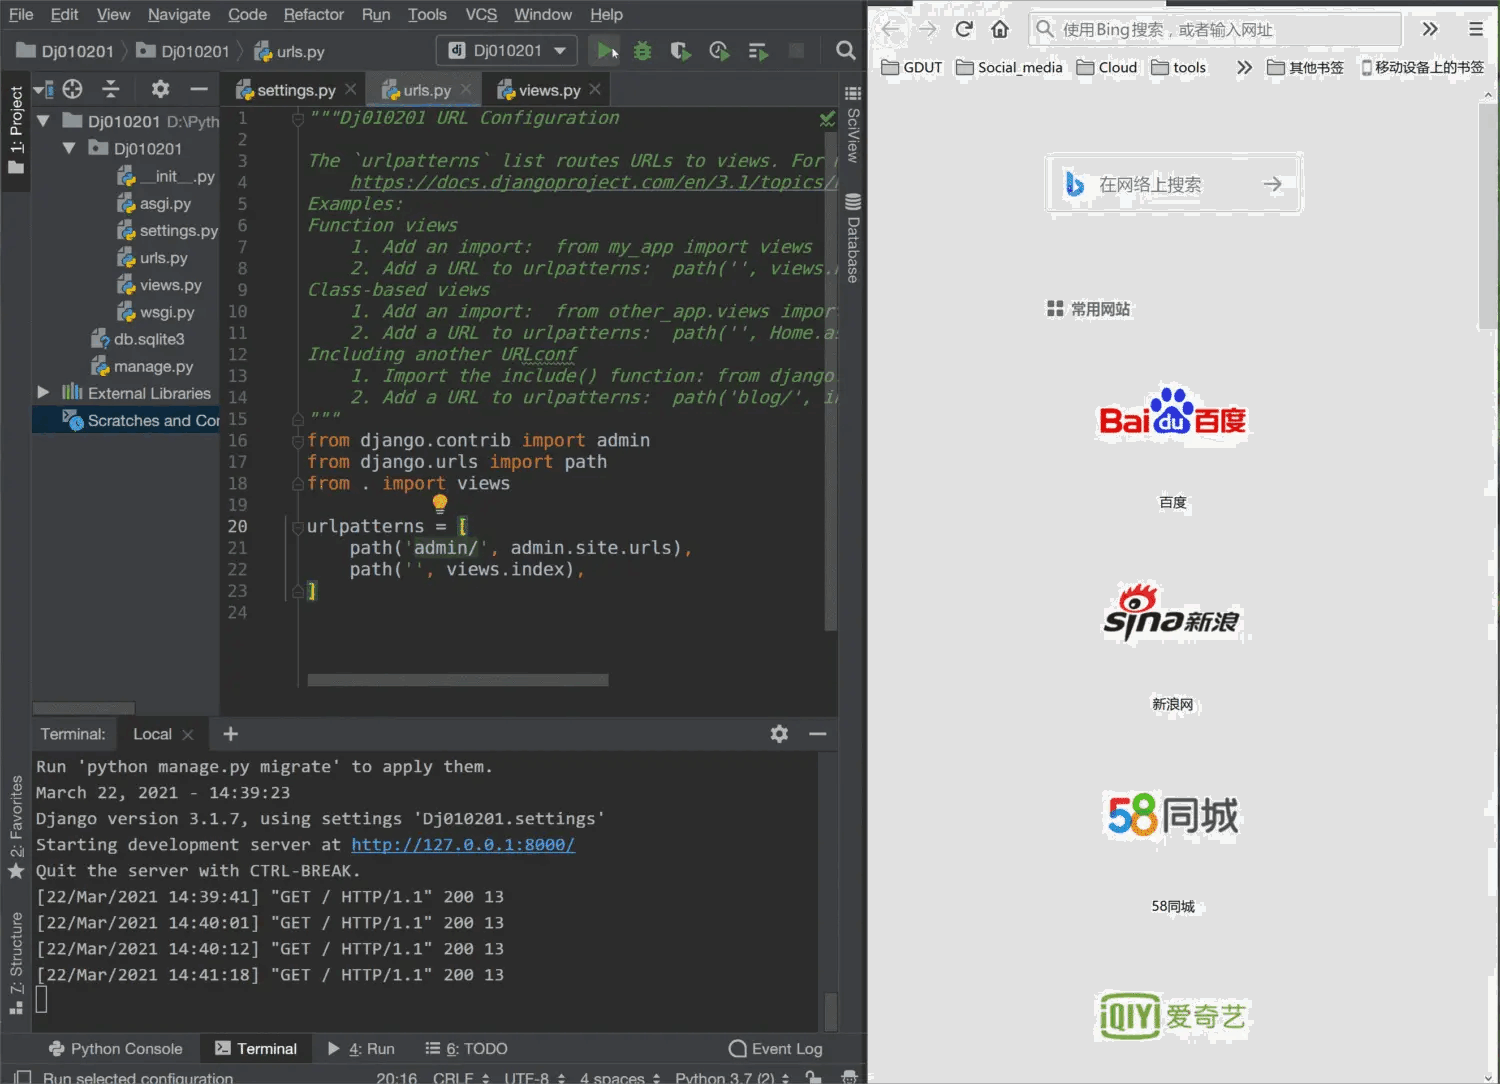 File Edit View Navigate Code Refactor Run Tools VCS Window Help
Dj010201 Dj010201 urls.py Dj010201
1: Project
settings.py urls.py views.py
Dj010201 D:\Pyth
Dj010201
__init__.py
asgi.py
settings.py
urls.py
views.py
wsgi.py
db.sqlite3
manage.py
External Libraries
Scratches and Con
1 """Dj010201 URL Configuration
2
3 The `urlpatterns` list routes URLs to views. For
4 https://docs.djangoproject.com/en/3.1/topics/
5 Examples:
6 Function views
7 1. Add an import:  from my_app import views
8 2. Add a URL to urlpatterns:  path('', views.
9 Class-based views
10 1. Add an import:  from other_app.views impor
11 2. Add a URL to urlpatterns:  path('', Home.as
12 Including another URLconf
13 1. Import the include() function: from django
14 2. Add a URL to urlpatterns:  path('blog/', i
15 """
16 from django.contrib import admin
17 from django.urls import path
18 from . import views
19
20 urlpatterns = [
21 path('admin/', admin.site.urls),
22 path('', views.index),
23 ]
24
SciView
Database
Terminal: Local
Run 'python manage.py migrate' to apply them.
March 22, 2021 - 14:39:23
Django version 3.1.7, using settings 'Dj010201.settings'
Starting development server at http://127.0.0.1:8000/
Quit the server with CTRL-BREAK.
[22/Mar/2021 14:39:41] "GET / HTTP/1.1" 200 13
[22/Mar/2021 14:40:01] "GET / HTTP/1.1" 200 13
[22/Mar/2021 14:40:12] "GET / HTTP/1.1" 200 13
[22/Mar/2021 14:41:18] "GET / HTTP/1.1" 200 13
2: Favorites
7: Structure
Python Console Terminal 4: Run 6: TODO Event Log
Run selected configuration 20:16 CRLF UTF-8 4 spaces Python 3.7 (2)
使用Bing搜索，或者输入网址
GDUT Social_media Cloud tools 其他书签 移动设备上的书签
在网络上搜索
常用网站
Bai du 百度
百度
sina新浪
新浪网
58同城
58同城
iQIYI 爱奇艺